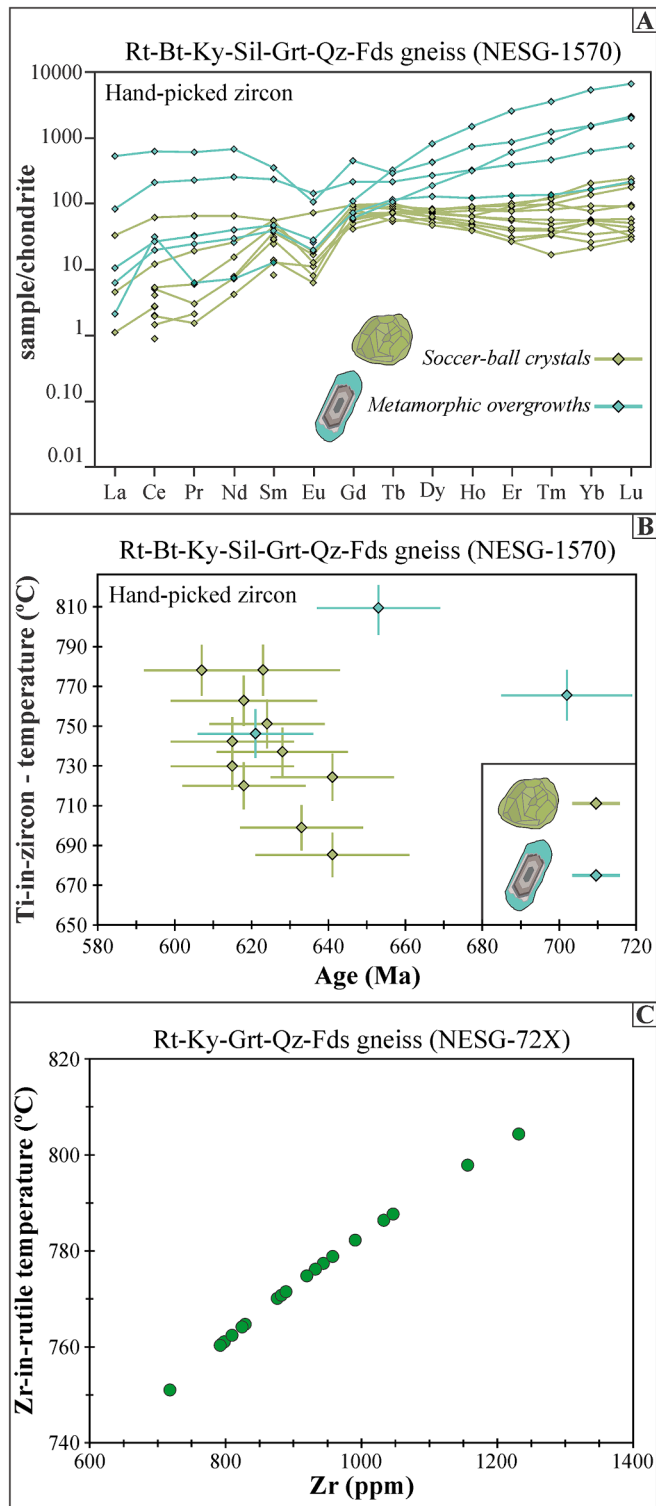 A
Rt-Bt-Ky-Sil-Grt-Qz-Fds gneiss (NESG-1570)
Hand-picked zircon
sample/chondrite
10000
1000
100
10
1
0.10
0.01
Soccer-ball crystals
Metamorphic overgrowths
La Ce Pr Nd Sm Eu Gd Tb Dy Ho Er Tm Yb Lu
B
Rt-Bt-Ky-Sil-Grt-Qz-Fds gneiss (NESG-1570)
Hand-picked zircon
Ti-in-zircon - temperature (ºC)
810
790
770
750
730
710
690
670
650
580 600 620 640 660 680 700 720
Age (Ma)
C
Rt-Ky-Grt-Qz-Fds gneiss (NESG-72X)
Zr-in-rutile temperature (ºC)
820
800
780
760
740
600 800 1000 1200 1400
Zr (ppm)